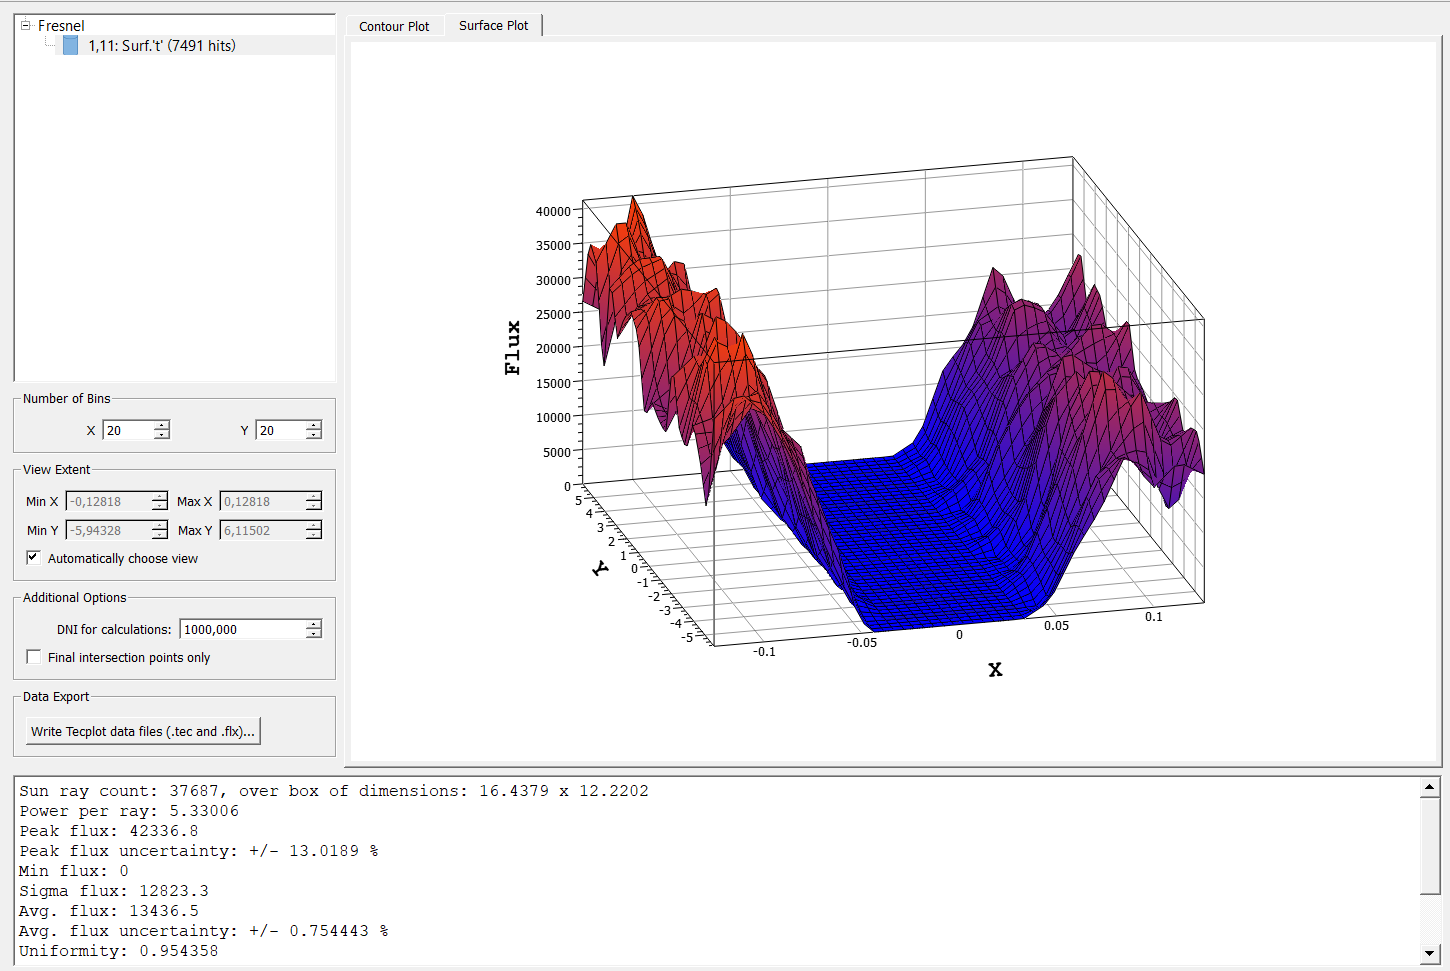 Fresnel
1,11: Surf.'t' (7491 hits)
Number of Bins
X 20 Y 20
View Extent
Min X -0,12818 Max X 0,12818
Min Y -5,94328 Max Y 6,11502
Automatically choose view
Additional Options
DNI for calculations: 1000,000
Final intersection points only
Data Export
Write Tecplot data files (.tec and .flx)...
Contour Plot Surface Plot
40000
35000
30000
25000
20000
15000
10000
5000
0
Flux
5
4
3
2
1
0
-1
-2
-3
-4
-5
Y
-0.1 -0.05 0 0.05 0.1
X
Sun ray count: 37687, over box of dimensions: 16.4379 x 12.2202
Power per ray: 5.33006
Peak flux: 42336.8
Peak flux uncertainty: +/- 13.0189 %
Min flux: 0
Sigma flux: 12823.3
Avg. flux: 13436.5
Avg. flux uncertainty: +/- 0.754443 %
Uniformity: 0.954358